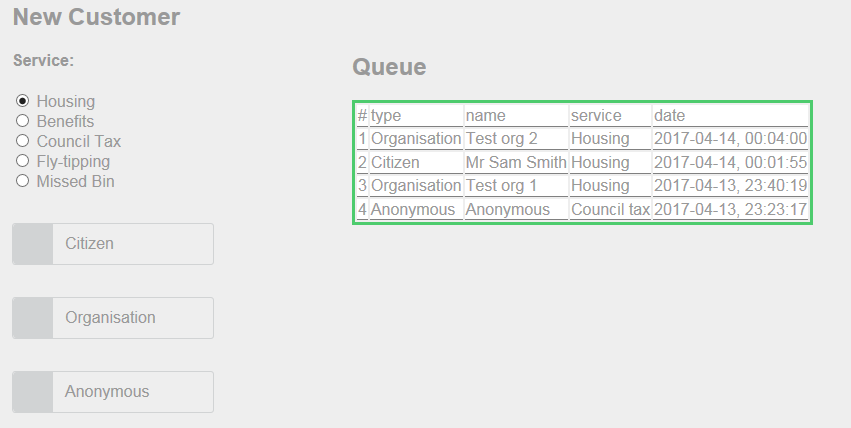 New Customer
Service:
Housing
Benefits
Council Tax
Fly-tipping
Missed Bin
Citizen
Organisation
Anonymous
Queue
# type name service date
1 Organisation Test org 2 Housing 2017-04-14, 00:04:00
2 Citizen Mr Sam Smith Housing 2017-04-14, 00:01:55
3 Organisation Test org 1 Housing 2017-04-13, 23:40:19
4 Anonymous Anonymous Council tax 2017-04-13, 23:23:17